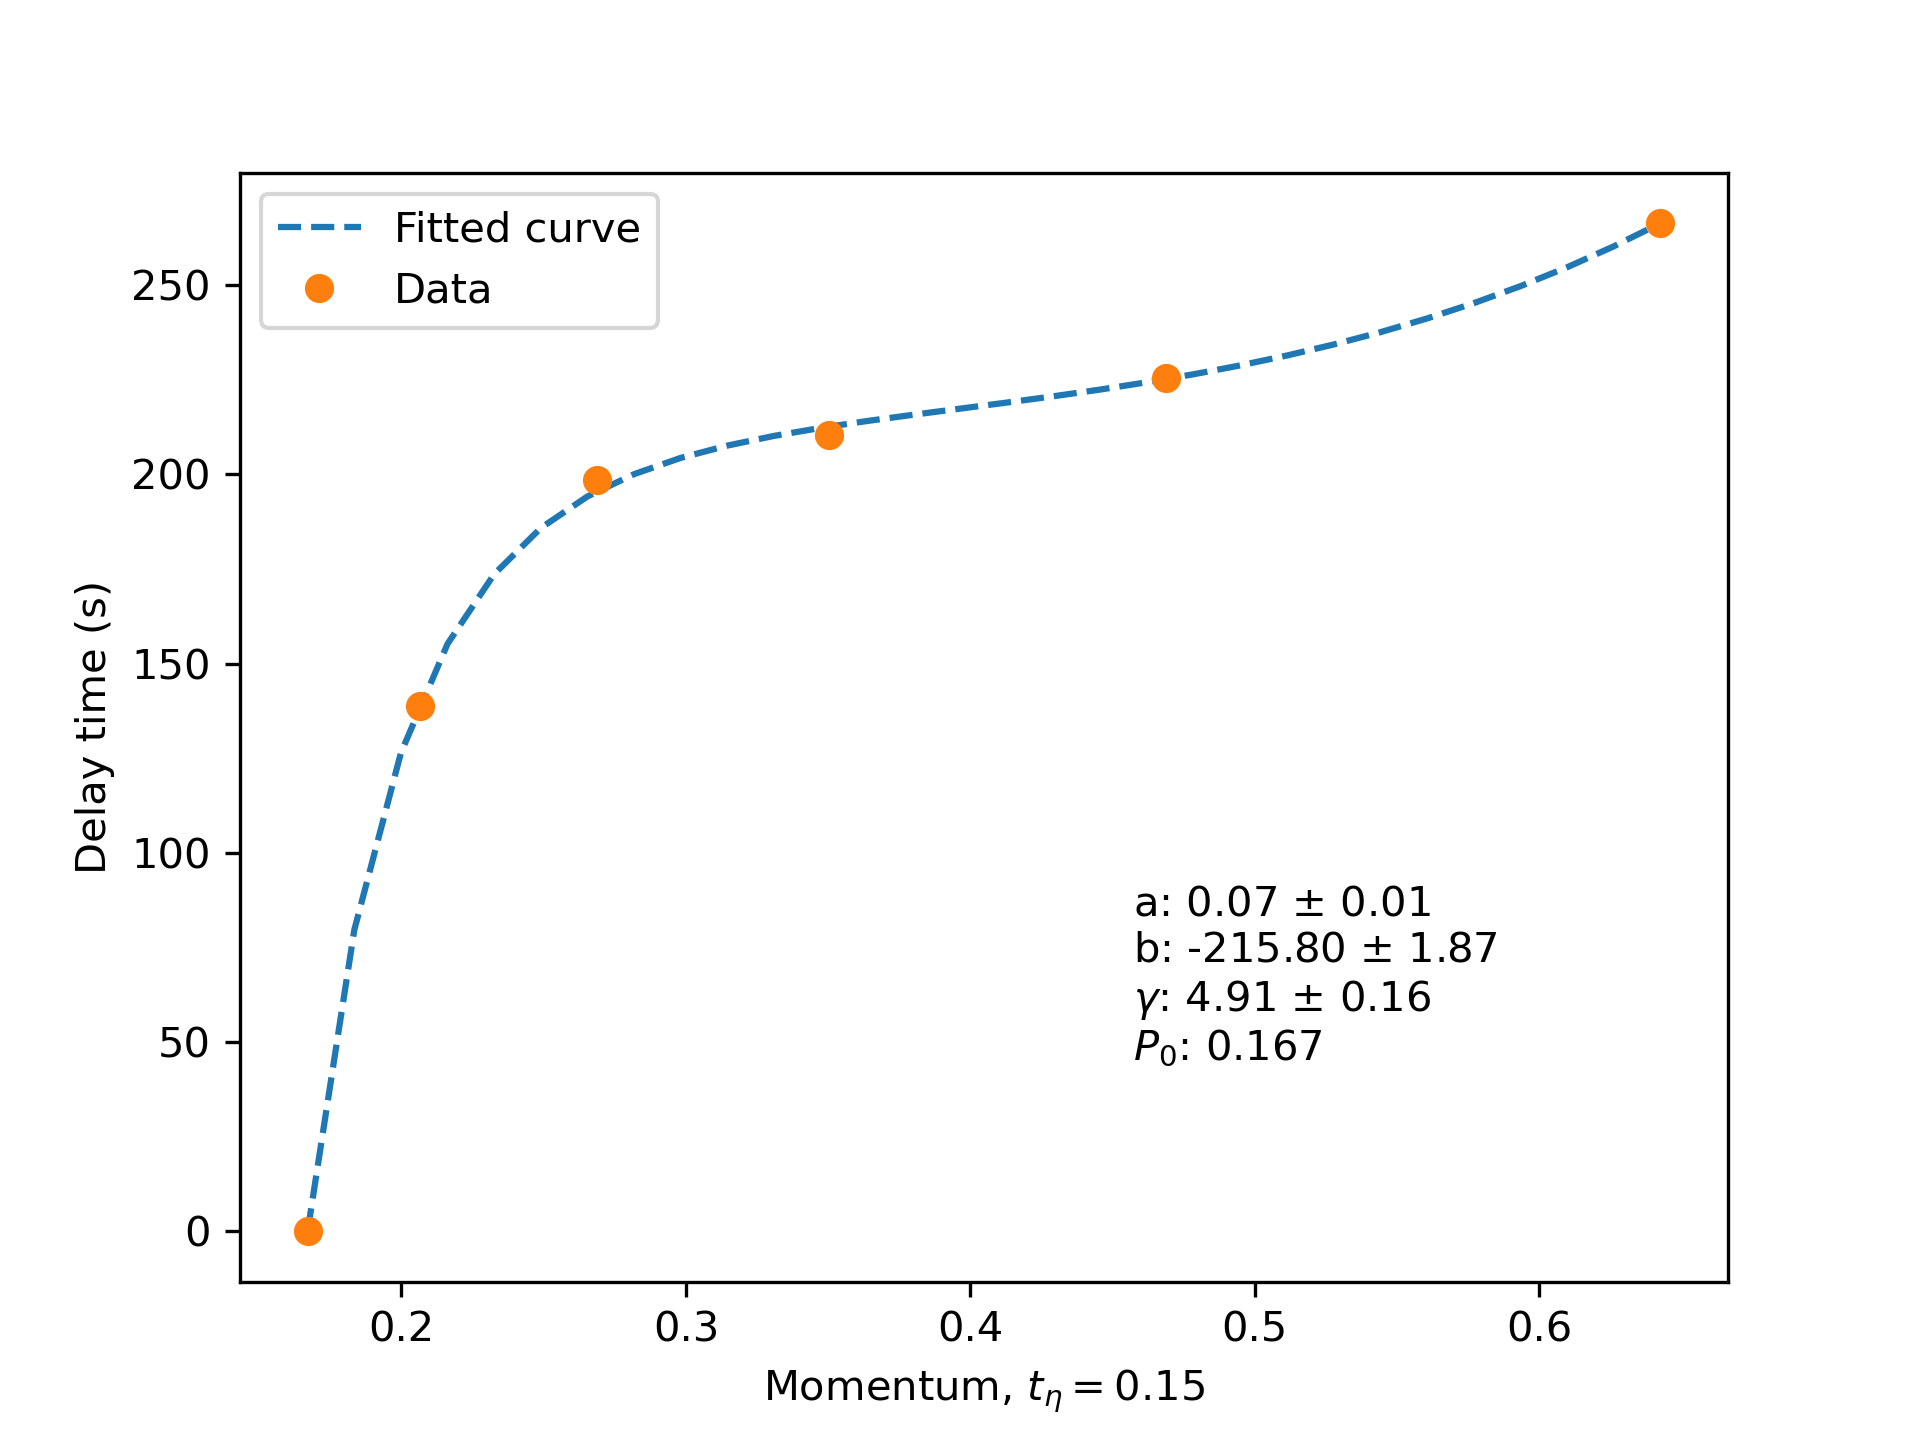 Fitted curve
Data
250
200
150
100
50
0
Delay time (s)
a: 0.07 ± 0.01
b: -215.80 ± 1.87
γ: 4.91 ± 0.16
P₀: 0.167
0.2 0.3 0.4 0.5 0.6
Momentum, t_η = 0.15